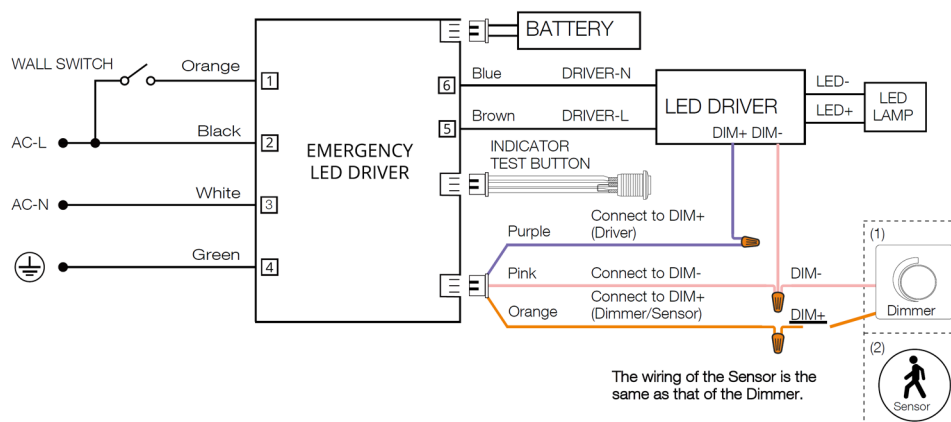 BATTERY
WALL SWITCH
Orange
1
6
Blue
DRIVER-N
LED DRIVER
DIM+ DIM-
LED-
LED+
LED
LAMP
AC-L
Black
2
5
Brown
DRIVER-L
EMERGENCY
LED DRIVER
INDICATOR
TEST BUTTON
AC-N
White
3
Green
4
Purple
Connect to DIM+
(Driver)
Pink
Connect to DIM-
DIM-
Orange
Connect to DIM+
(Dimmer/Sensor)
DIM+
(1)
Dimmer
(2)
Sensor
The wiring of the Sensor is the
same as that of the Dimmer.